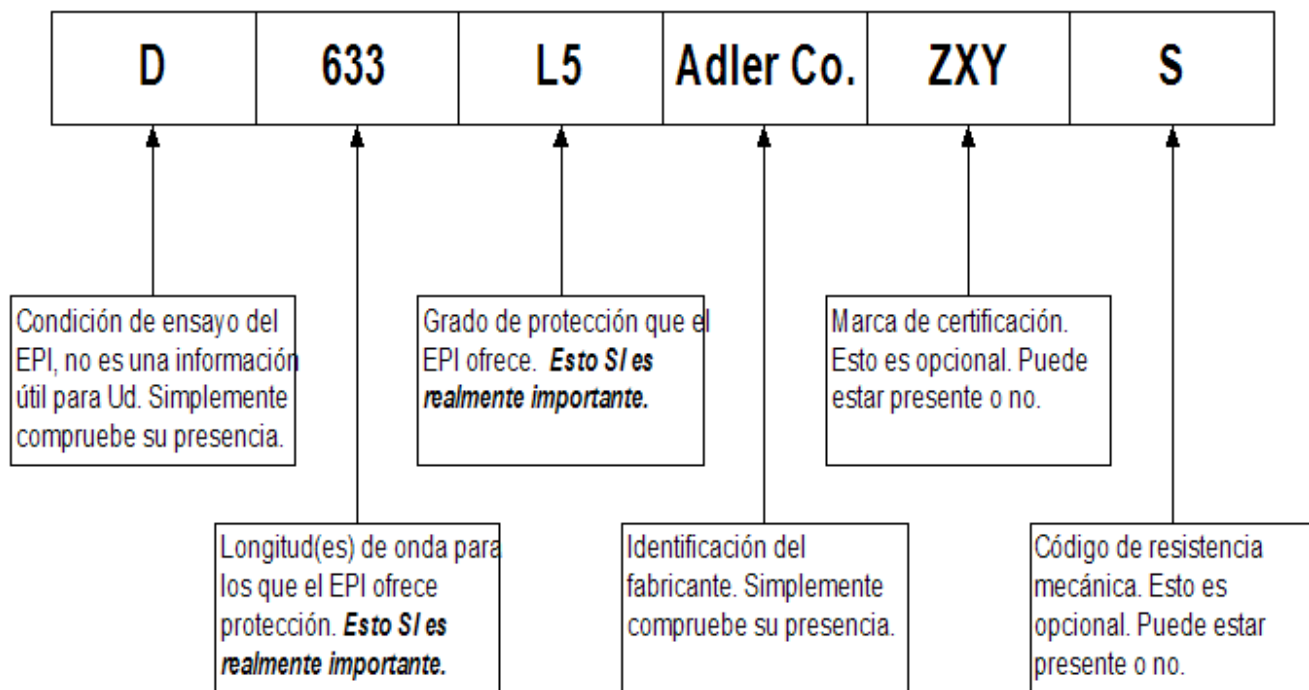 D 633 L5 Adler Co. ZXY S
Condición de ensayo del
EPI, no es una información
útil para Ud. Simplemente
compruebe su presencia.
Grado de protección que el
EPI ofrece. Esto SI es
realmente importante.
Marca de certificación.
Esto es opcional. Puede
estar presente o no.
Longitud(es) de onda para
los que el EPI ofrece
protección. Esto SI es
realmente importante.
Identificación del
fabricante. Simplemente
compruebe su presencia.
Código de resistencia
mecánica. Esto es
opcional. Puede estar
presente o no.